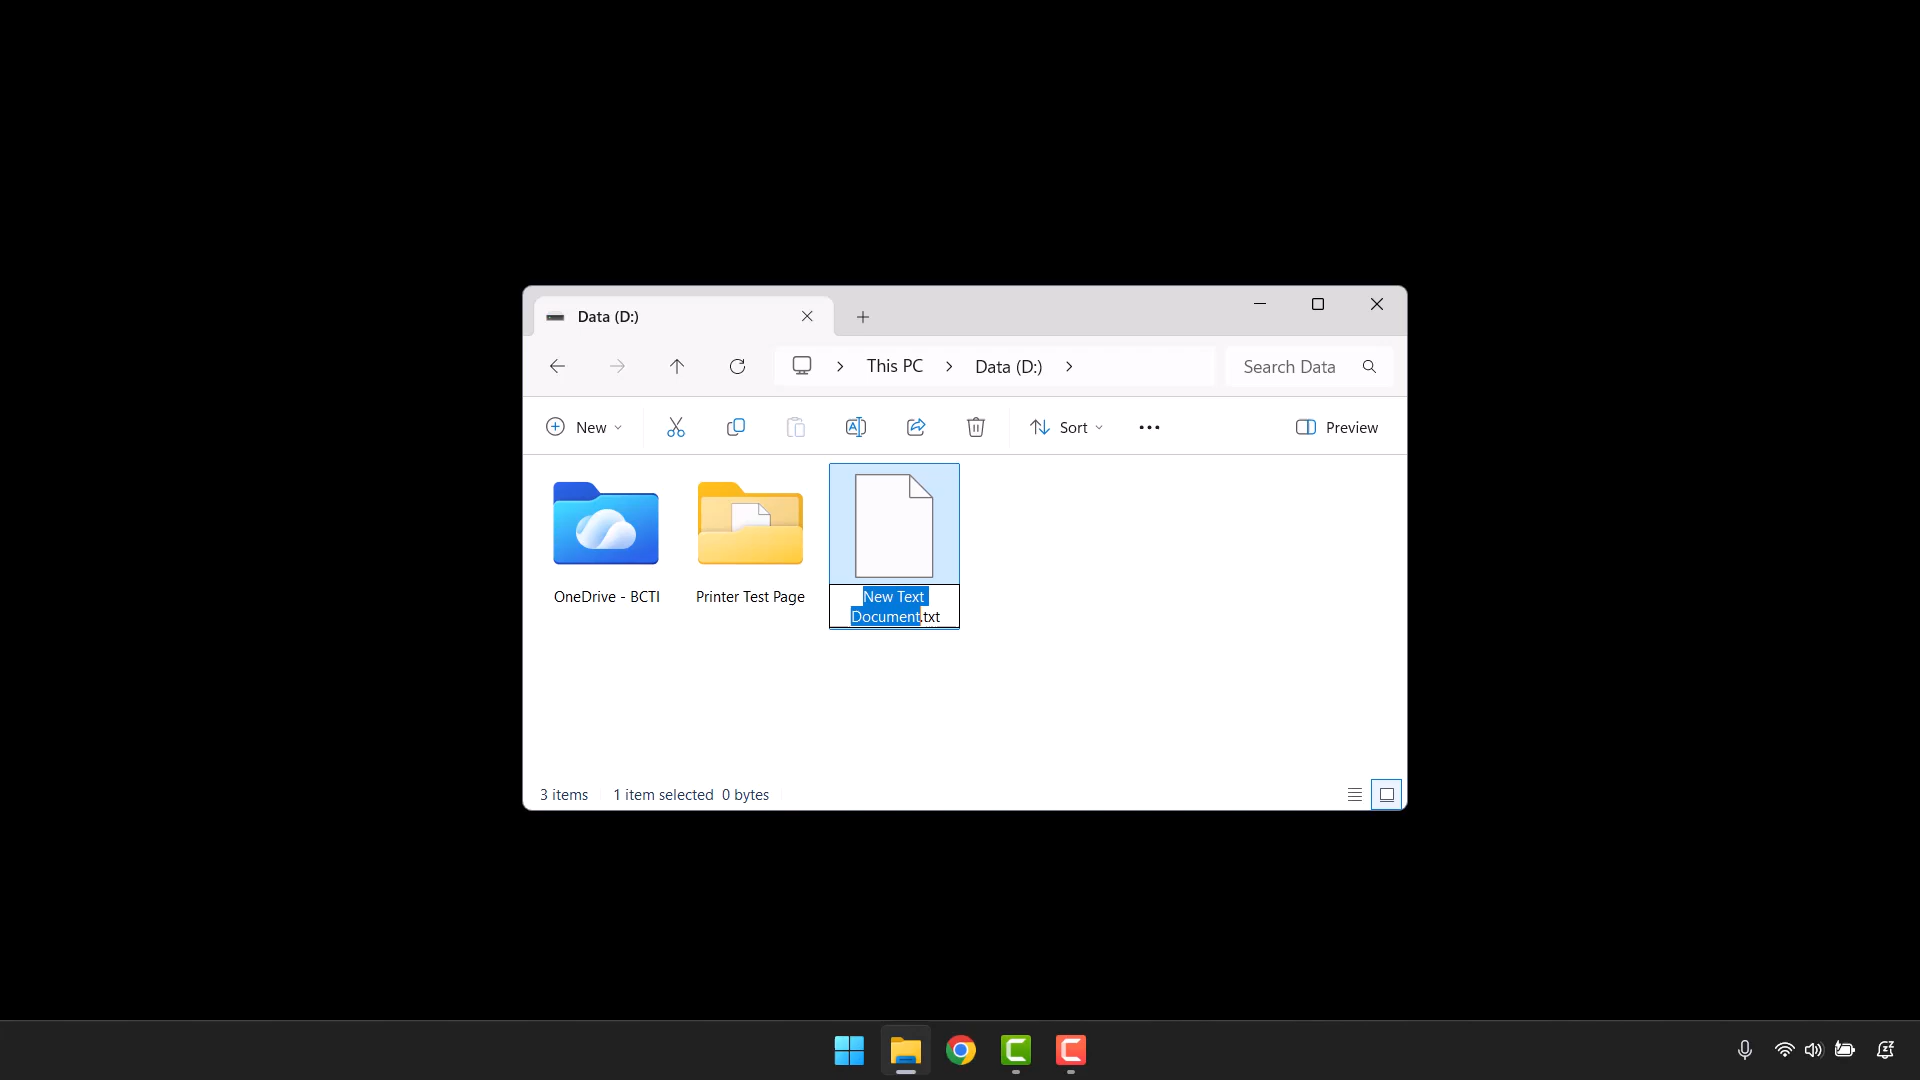 Data (D:)
This PC
Data (D:)
Search Data
New
Sort
Preview
OneDrive - BCTI
Printer Test Page
New Text
Document.txt
3 items
1 item selected 0 bytes